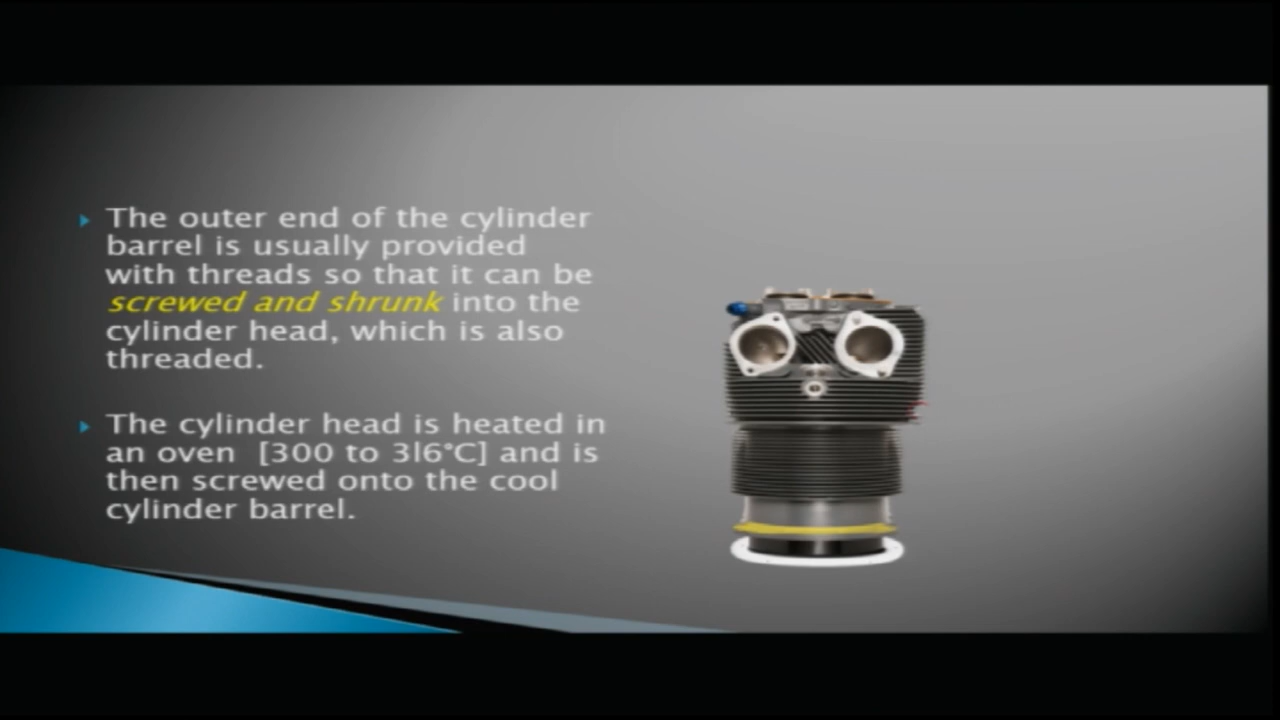 The outer end of the cylinder
barrel is usually provided
with threads so that it can be
screwed and shrunk into the
cylinder head, which is also
threaded.
The cylinder head is heated in
an oven [300 to 3l6°C] and is
then screwed onto the cool
cylinder barrel.